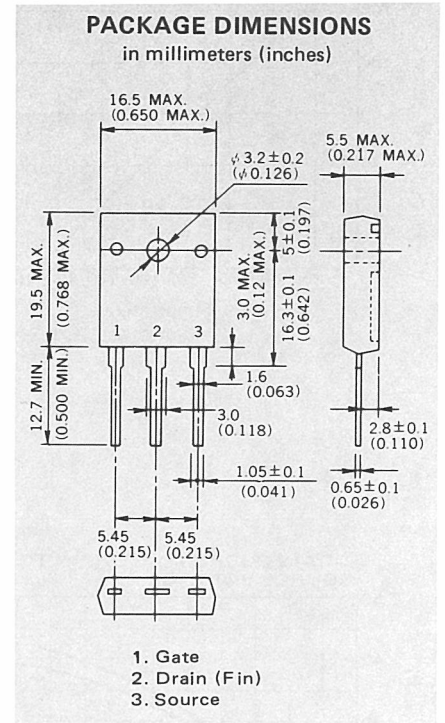 PACKAGE DIMENSIONS
in millimeters (inches)
16.5 MAX.
(0.650 MAX.)
5.5 MAX.
(0.217 MAX.)
φ 3.2±0.2
(φ 0.126)
19.5 MAX.
(0.768 MAX.)
12.7 MIN.
(0.500 MIN.)
1 2 3
3.0 MAX.
(0.12 MAX.)
5±0.1
(0.197)
16.3±0.1
(0.642)
1.6
(0.063)
3.0
(0.118)
2.8±0.1
(0.110)
1.05±0.1
(0.041)
0.65±0.1
(0.026)
5.45
(0.215)
5.45
(0.215)
1. Gate
2. Drain (Fin)
3. Source